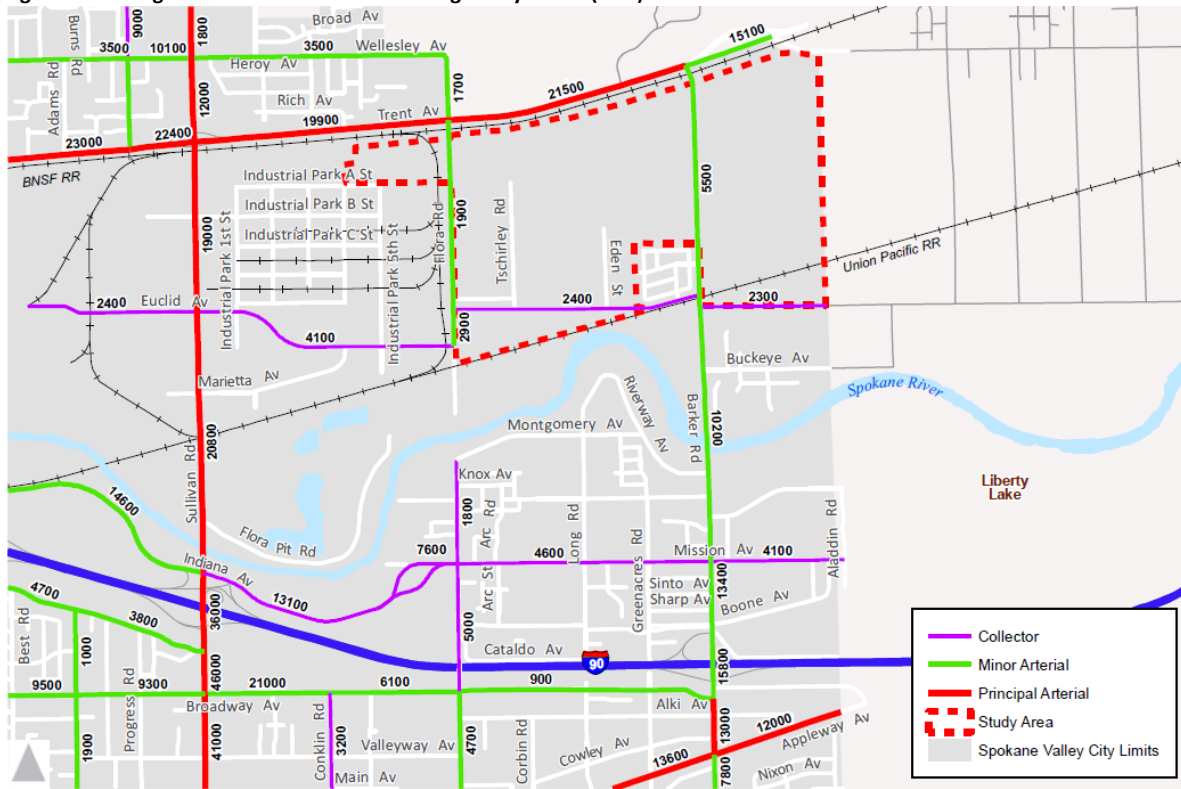 Broad Av
Burns Rd
9000
1800
15100
3500
10100
3500
Wellesley Av
Heroy Av
Adams Rd
12000
Rich Av
1700
21500
Trent Av
19900
22400
23000
BNSF RR
Industrial Park A St
Industrial Park B St
Industrial Park C St
Industrial Park 1st St
Industrial Park 5th St
19000
Flora Rd
1900
Tschirley Rd
Eden St
5500
Union Pacific RR
2400
Euclid Av
2400
2300
4100
2900
Marietta Av
Buckeye Av
Riverway Av
Barker Rd
10200
Spokane River
Montgomery Av
20800
Sullivan Rd
Knox Av
Liberty
Lake
14600
1800
Arc Rd
Arc St
Long Rd
Greenacres Rd
Flora Pit Rd
Indiana Av
7600
4600
Mission Av
4100
Aladdin Rd
13100
Sinto Av
Sharp Av
13400
Boone Av
4700
3800
36000
5000
Cataldo Av
90
15800
Best Rd
1000
Progress Rd
46000
9500
9300
21000
6100
900
Broadway Av
Alki Av
1900
41000
Conklin Rd
3200
Valleyway Av
4700
Corbin Rd
Cowley Av
13000
12000
Appleway Av
13600
Main Av
7800
Nixon Av
Collector
Minor Arterial
Principal Arterial
Study Area
Spokane Valley City Limits